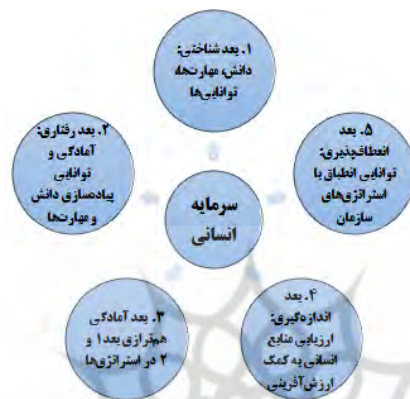 ۱. بعد شناختی:
دانش، مهارت‌ها،
توانایی‌ها
۲. بعد رفتاری:
آمادگی و
توانایی
پیاده‌سازی دانش
و مهارت‌ها
۵. بعد
انعطاف‌پذیری:
توانایی انطباق با
استراتژی‌های
سازمان
سرمایه
انسانی
۳. بعد آمادگی
هم‌ترازی بعد ۱ و
۲ در استراتژی‌ها
۴. بعد
اندازه‌گیری:
ارزیابی منابع
انسانی به کمک
ارزش‌آفرینی